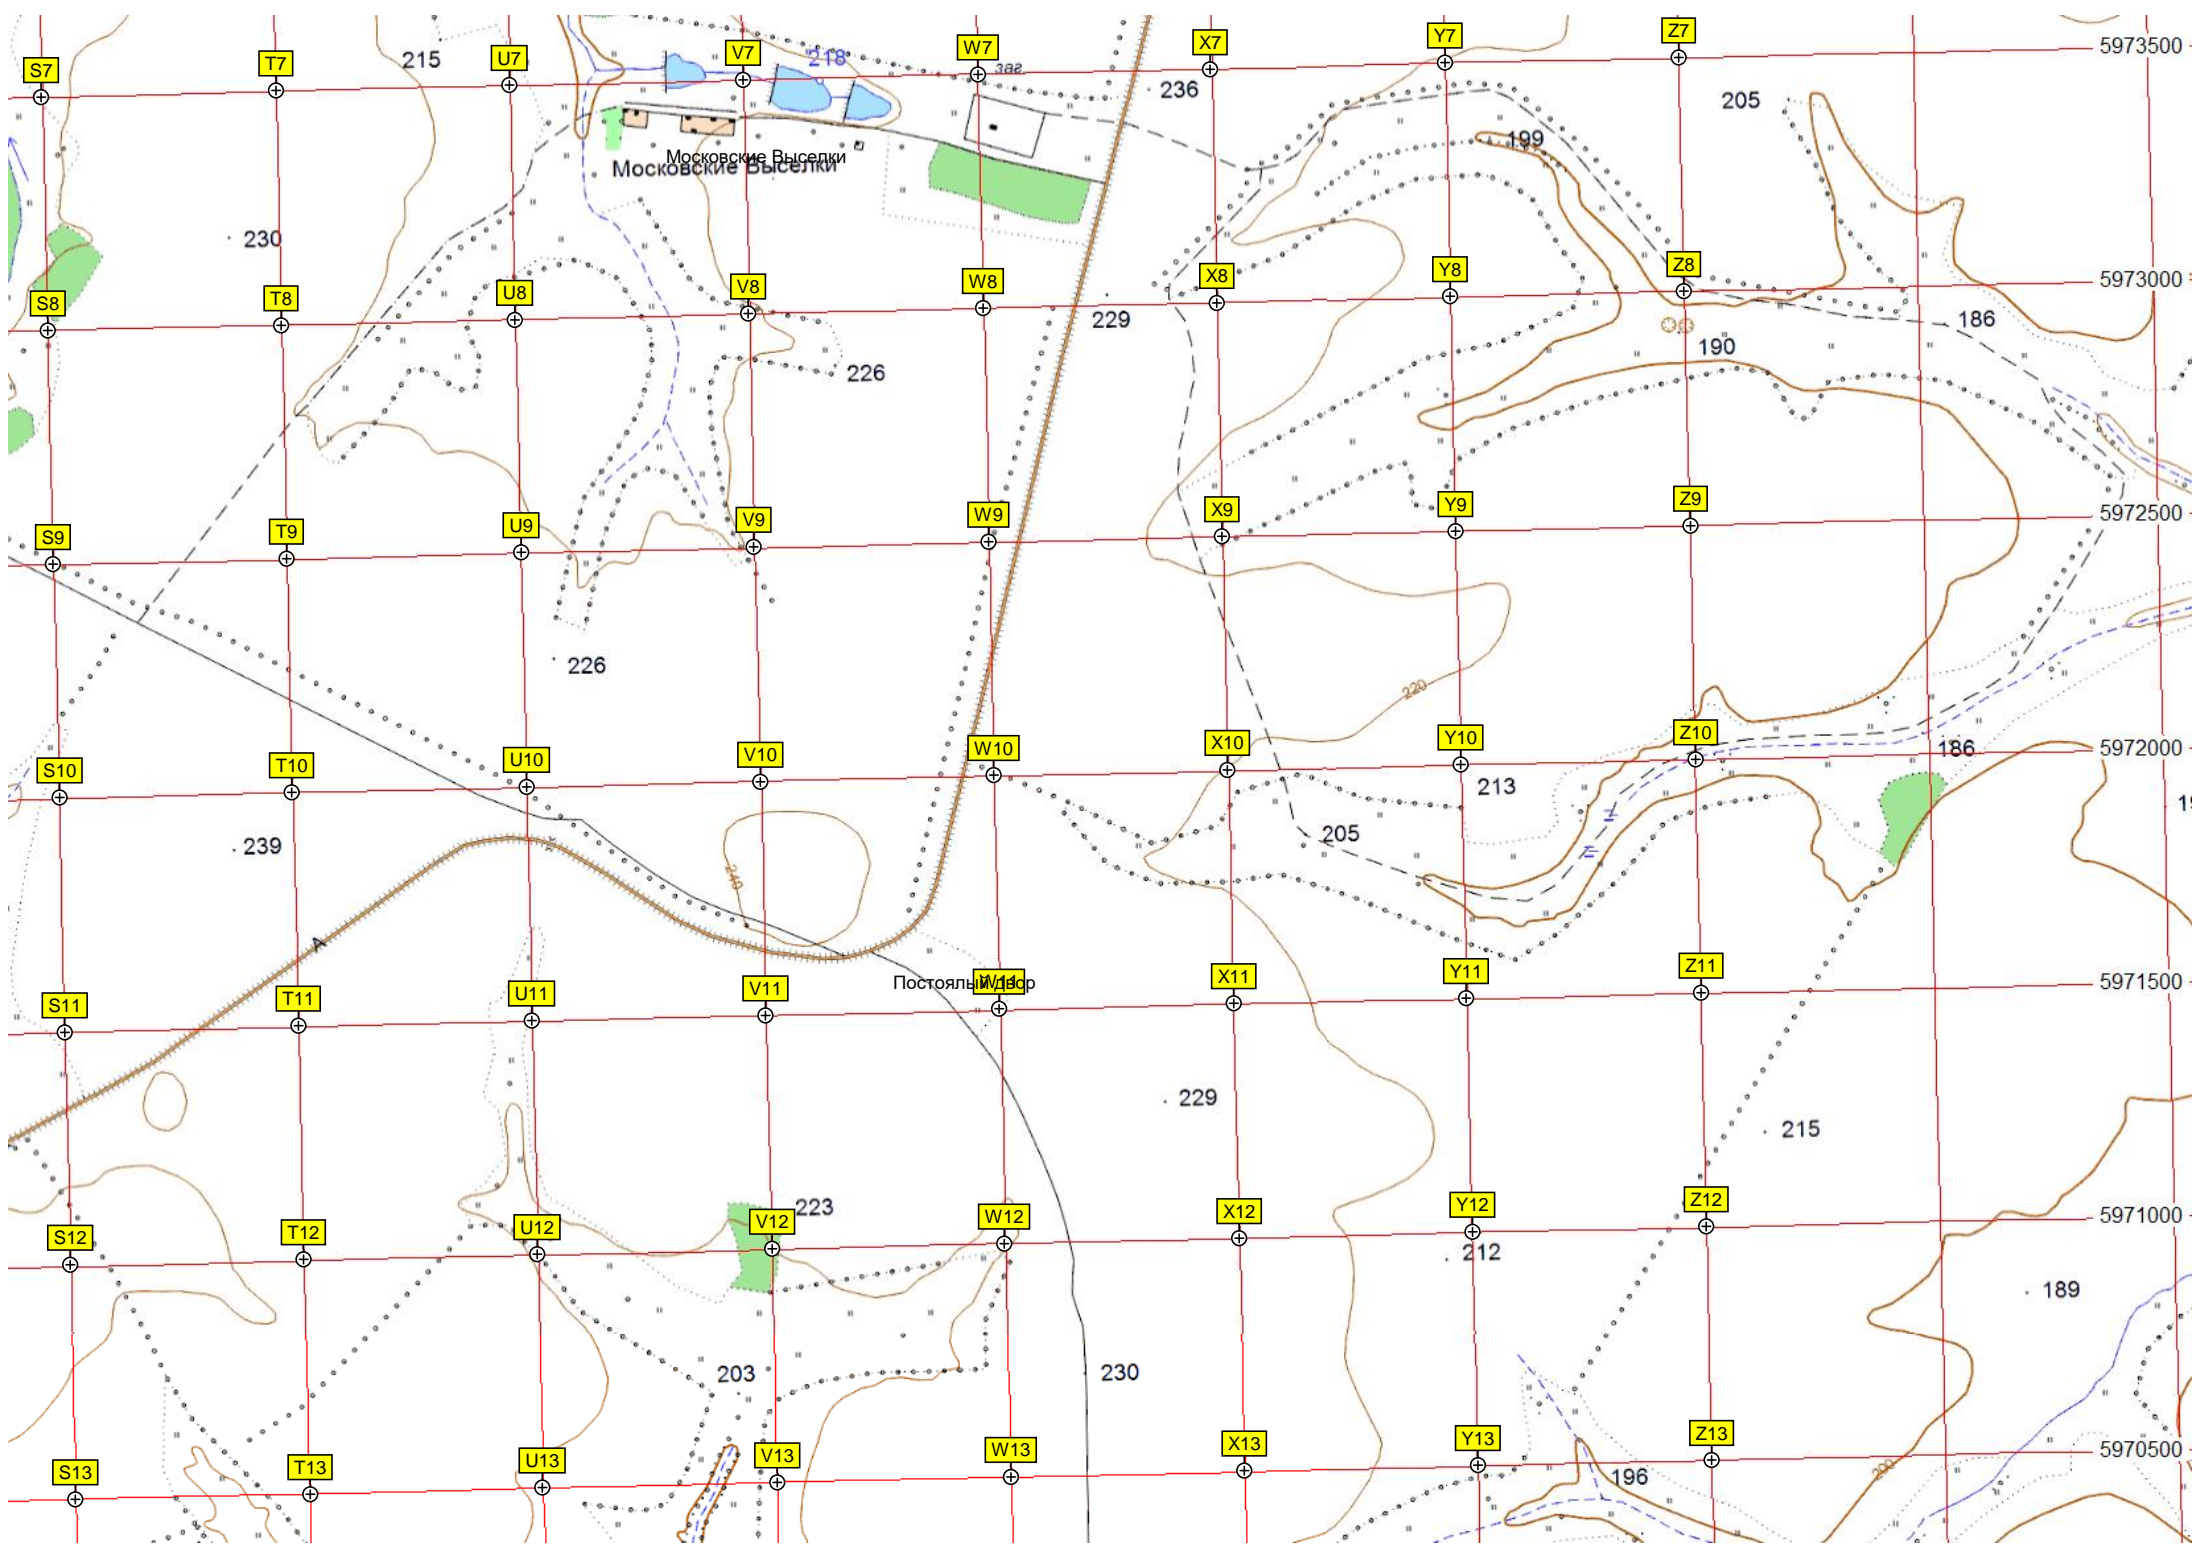 S7 T7 U7 V7 W7 X7 Y7 Z7
215 218 заг 236 205 5973500
199
Московские Выселки
Московские Выселки
230
S8 T8 U8 V8 W8 X8 Y8 Z8 5973000
229 186
190
226
S9 T9 U9 V9 W9 X9 Y9 Z9 5972500
226
220
S10 T10 U10 V10 W10 X10 Y10 Z10 5972000
186
213
205
239
240
А
Постоялый двор
S11 T11 U11 V11 W11 X11 Y11 Z11 5971500
229
215
223
S12 T12 U12 V12 W12 X12 Y12 Z12 5971000
212
189
203 230
S13 T13 U13 V13 W13 X13 Y13 Z13 5970500
196 200